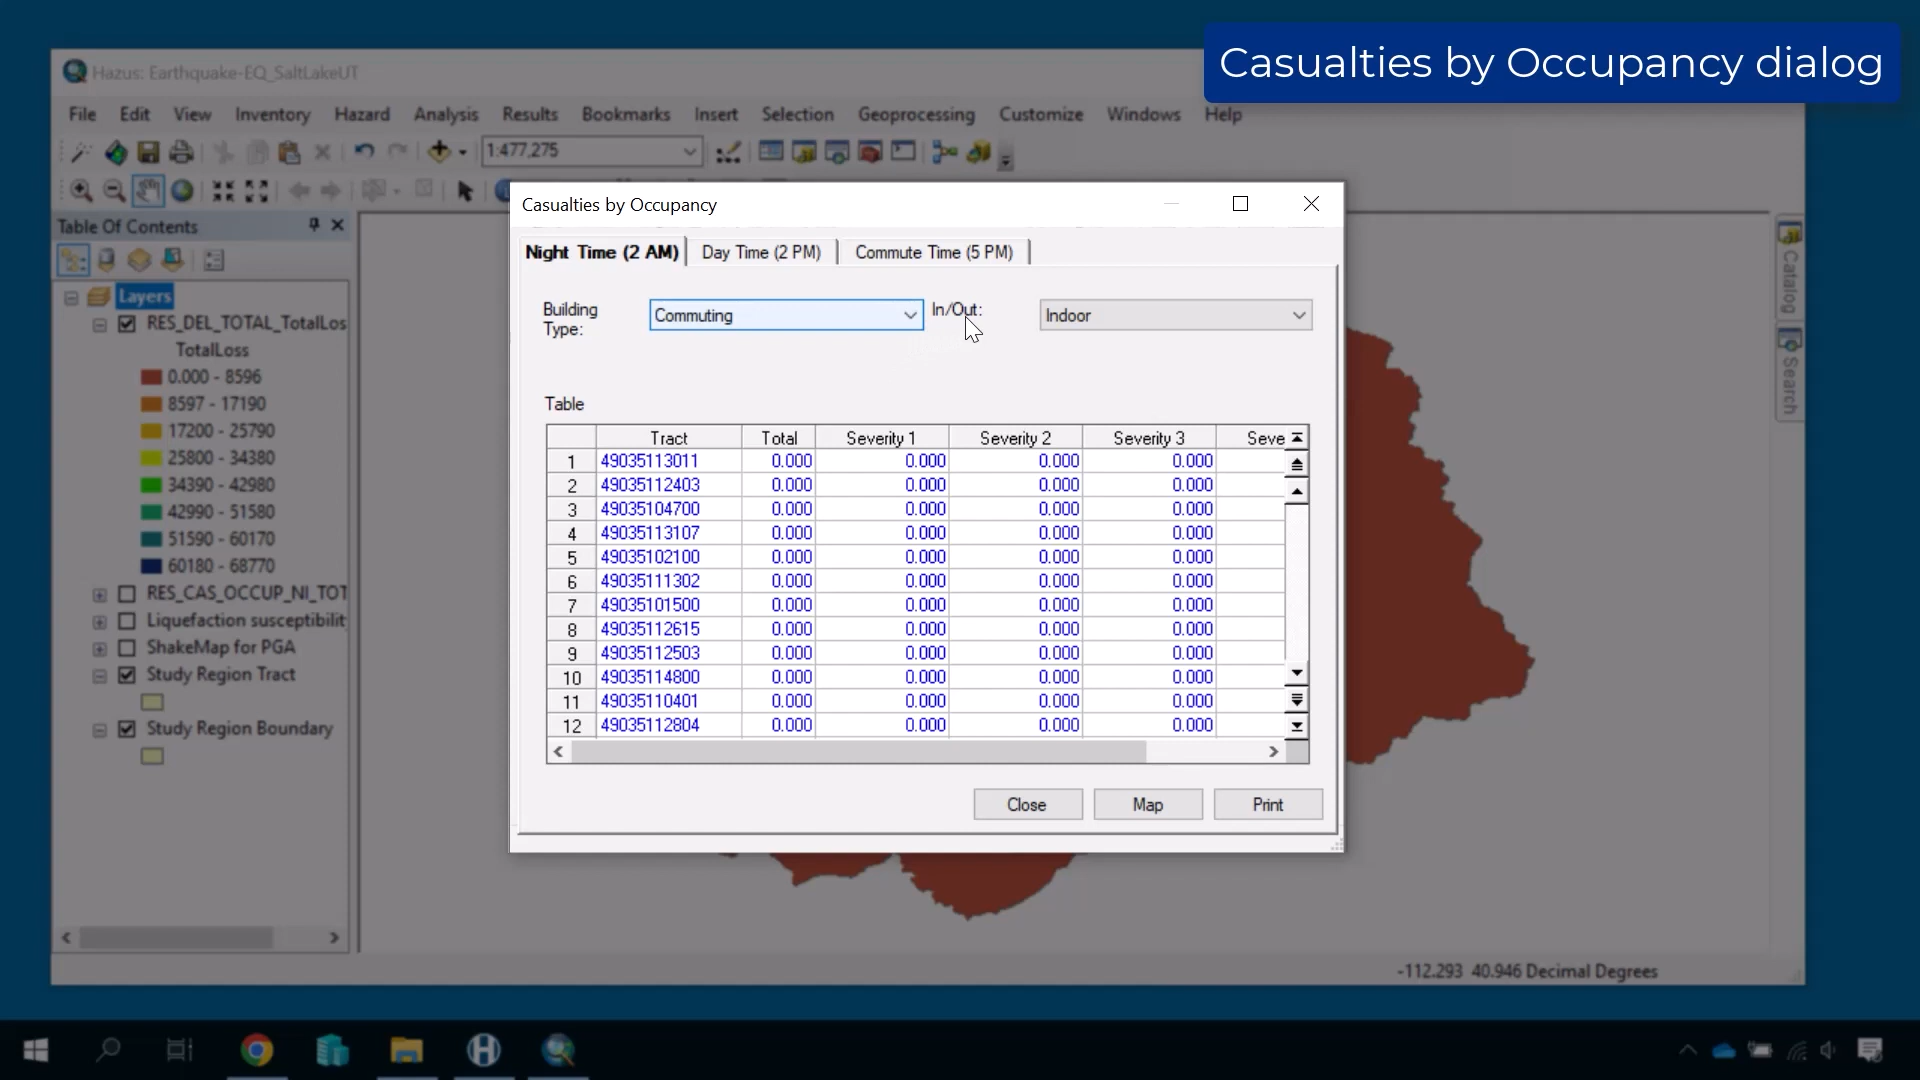 Casualties by Occupancy dialog
Hazus: Earthquake-EQ_SaltLakeUT
File Edit View Inventory Hazard Analysis Results Bookmarks Insert Selection Geoprocessing Customize Windows Help
1:477,275
Table Of Contents
Layers
RES_DEL_TOTAL_TotalLos
TotalLoss
0.000 - 8596
8597 - 17190
17200 - 25790
25800 - 34380
34390 - 42980
42990 - 51580
51590 - 60170
60180 - 68770
RES_CAS_OCCUP_NI_TOT
Liquefaction susceptibilit
ShakeMap for PGA
Study Region Tract
Study Region Boundary
Casualties by Occupancy
Night Time (2 AM) Day Time (2 PM) Commute Time (5 PM)
Building Type: Commuting In/Out: Indoor
Table
Tract Total Severity 1 Severity 2 Severity 3 Seve
1 49035113011 0.000 0.000 0.000 0.000
2 49035112403 0.000 0.000 0.000 0.000
3 49035104700 0.000 0.000 0.000 0.000
4 49035113107 0.000 0.000 0.000 0.000
5 49035102100 0.000 0.000 0.000 0.000
6 49035111302 0.000 0.000 0.000 0.000
7 49035101500 0.000 0.000 0.000 0.000
8 49035112615 0.000 0.000 0.000 0.000
9 49035112503 0.000 0.000 0.000 0.000
10 49035114800 0.000 0.000 0.000 0.000
11 49035110401 0.000 0.000 0.000 0.000
12 49035112804 0.000 0.000 0.000 0.000
Close Map Print
Catalog
Search
-112.293 40.946 Decimal Degrees